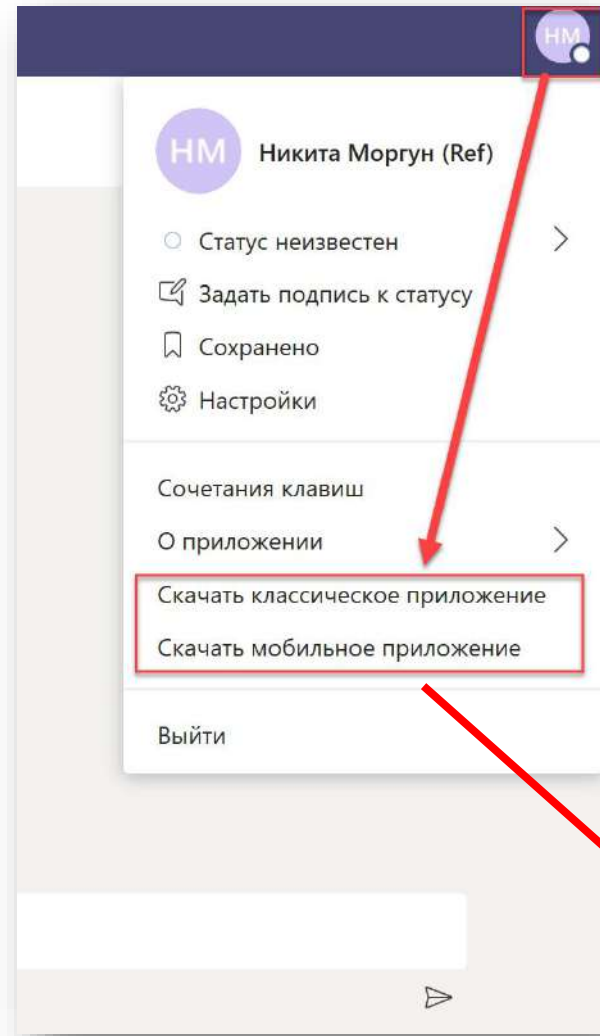 НМ
НМ
Никита Моргун (Ref)
Статус неизвестен
Задать подпись к статусу
Сохранено
Настройки
Сочетания клавиш
О приложении
Скачать классическое приложение
Скачать мобильное приложение
Выйти